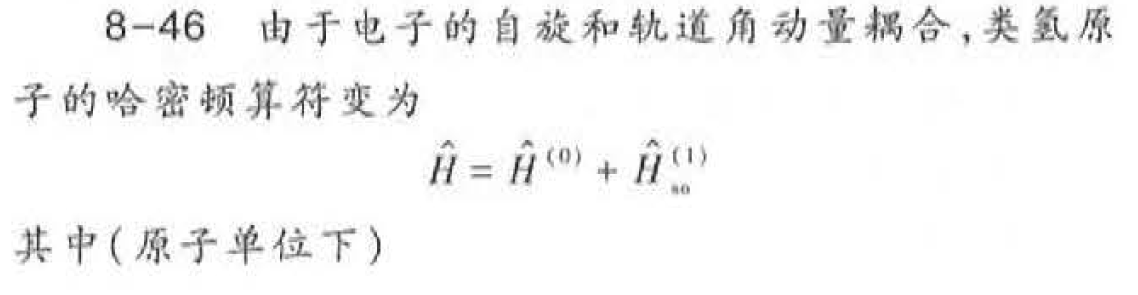 8-46 由于电子的自旋和轨道角动量耦合,类氢原
子的哈密顿算符变为
Ĥ = Ĥ⁽⁰⁾ + Ĥ_so⁽¹⁾
其中(原子单位下)